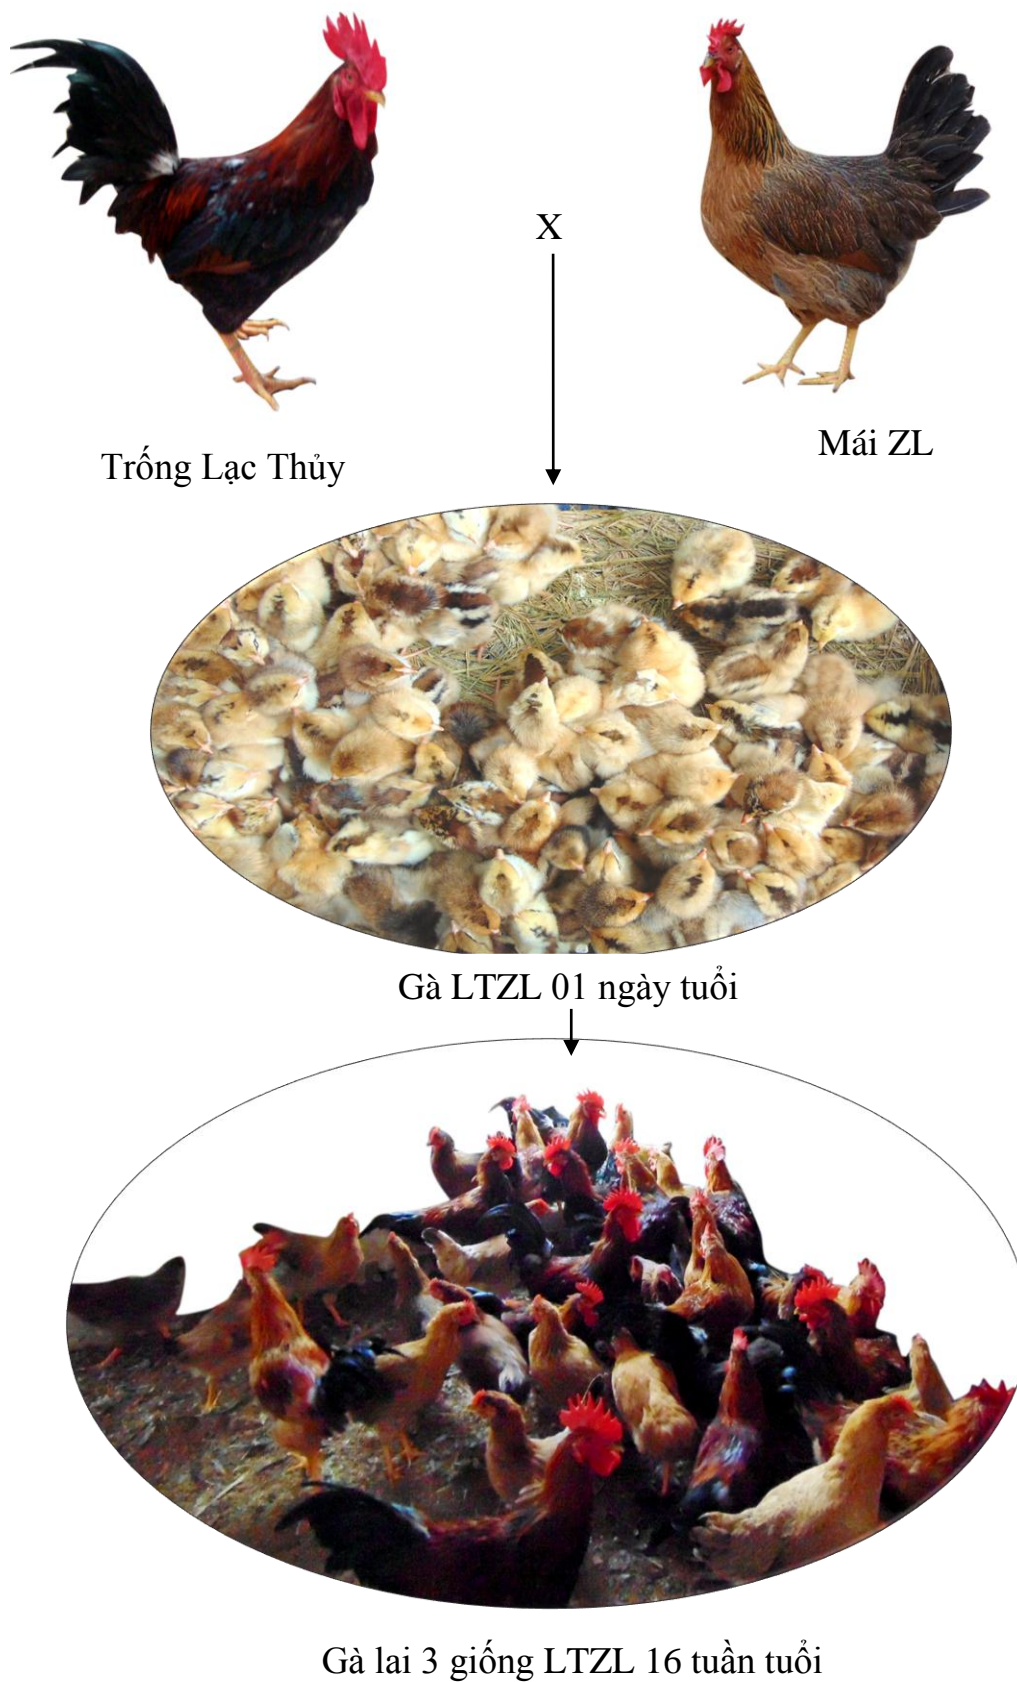 X
Trống Lạc Thủy
Mái ZL
Gà LTZL 01 ngày tuổi
Gà lai 3 giống LTZL 16 tuần tuổi